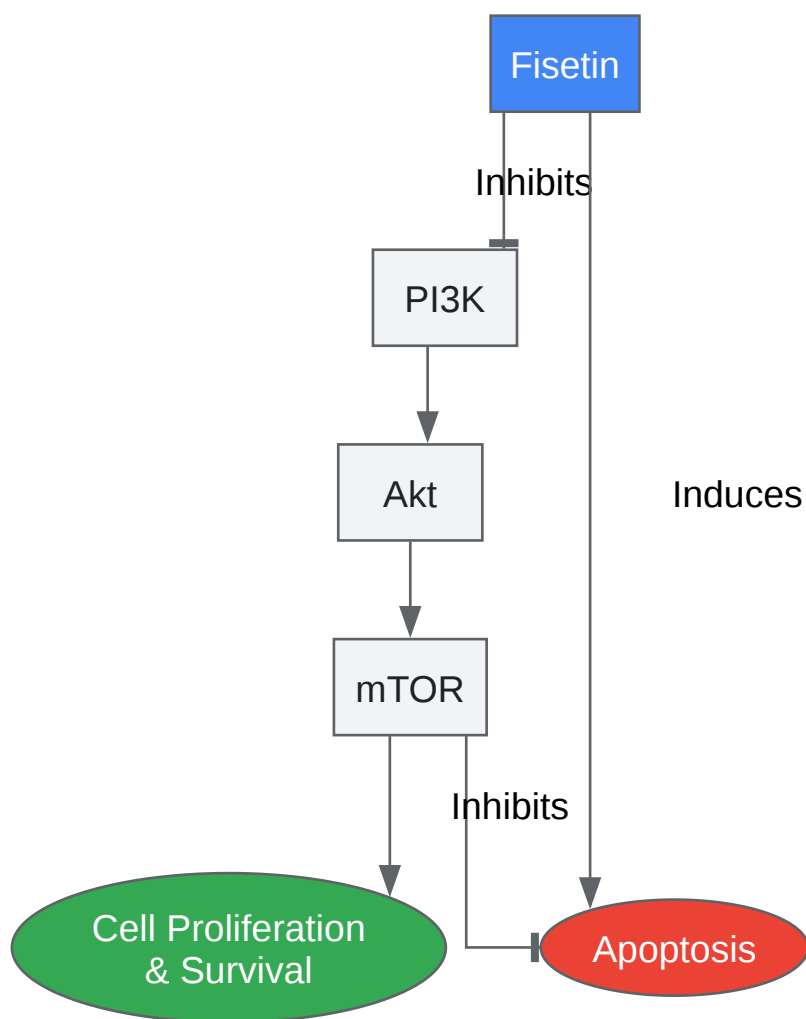 Fisetin
Inhibits
PI3K
Akt
Induces
mTOR
Inhibits
Cell Proliferation
& Survival
Apoptosis